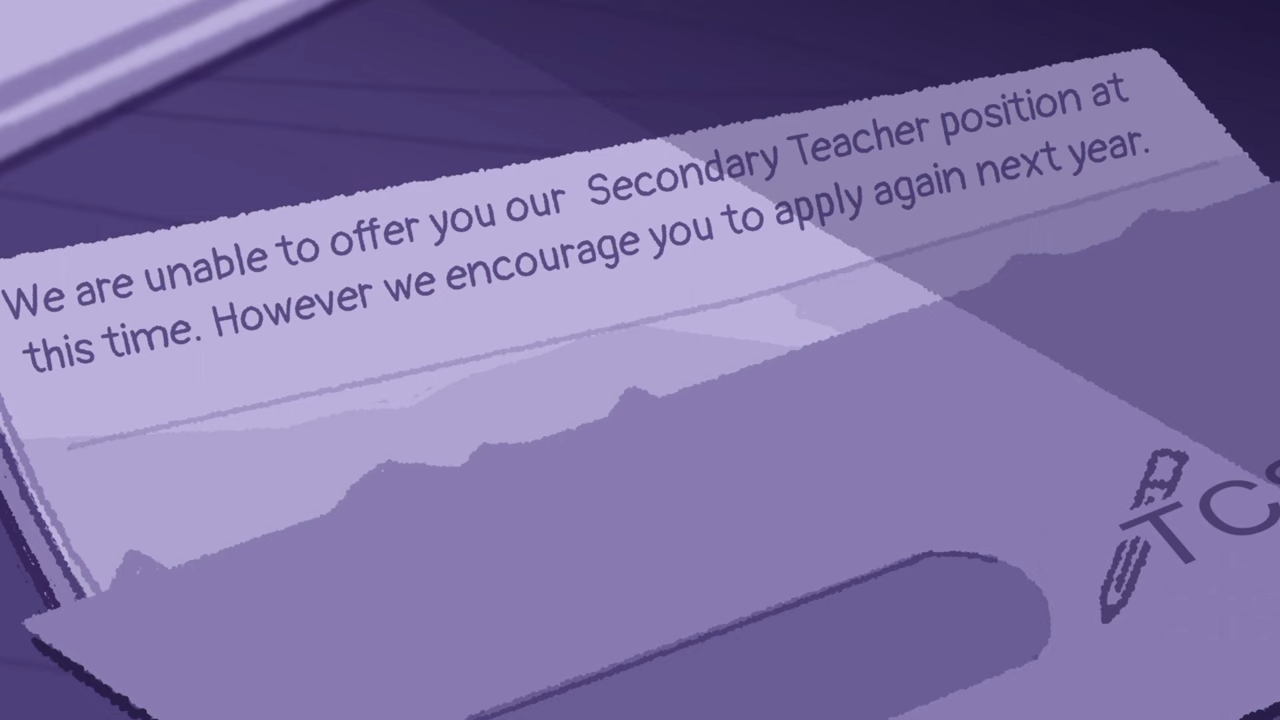 We are unable to offer you our Secondary Teacher position at
this time. However we encourage you to apply again next year.
TC